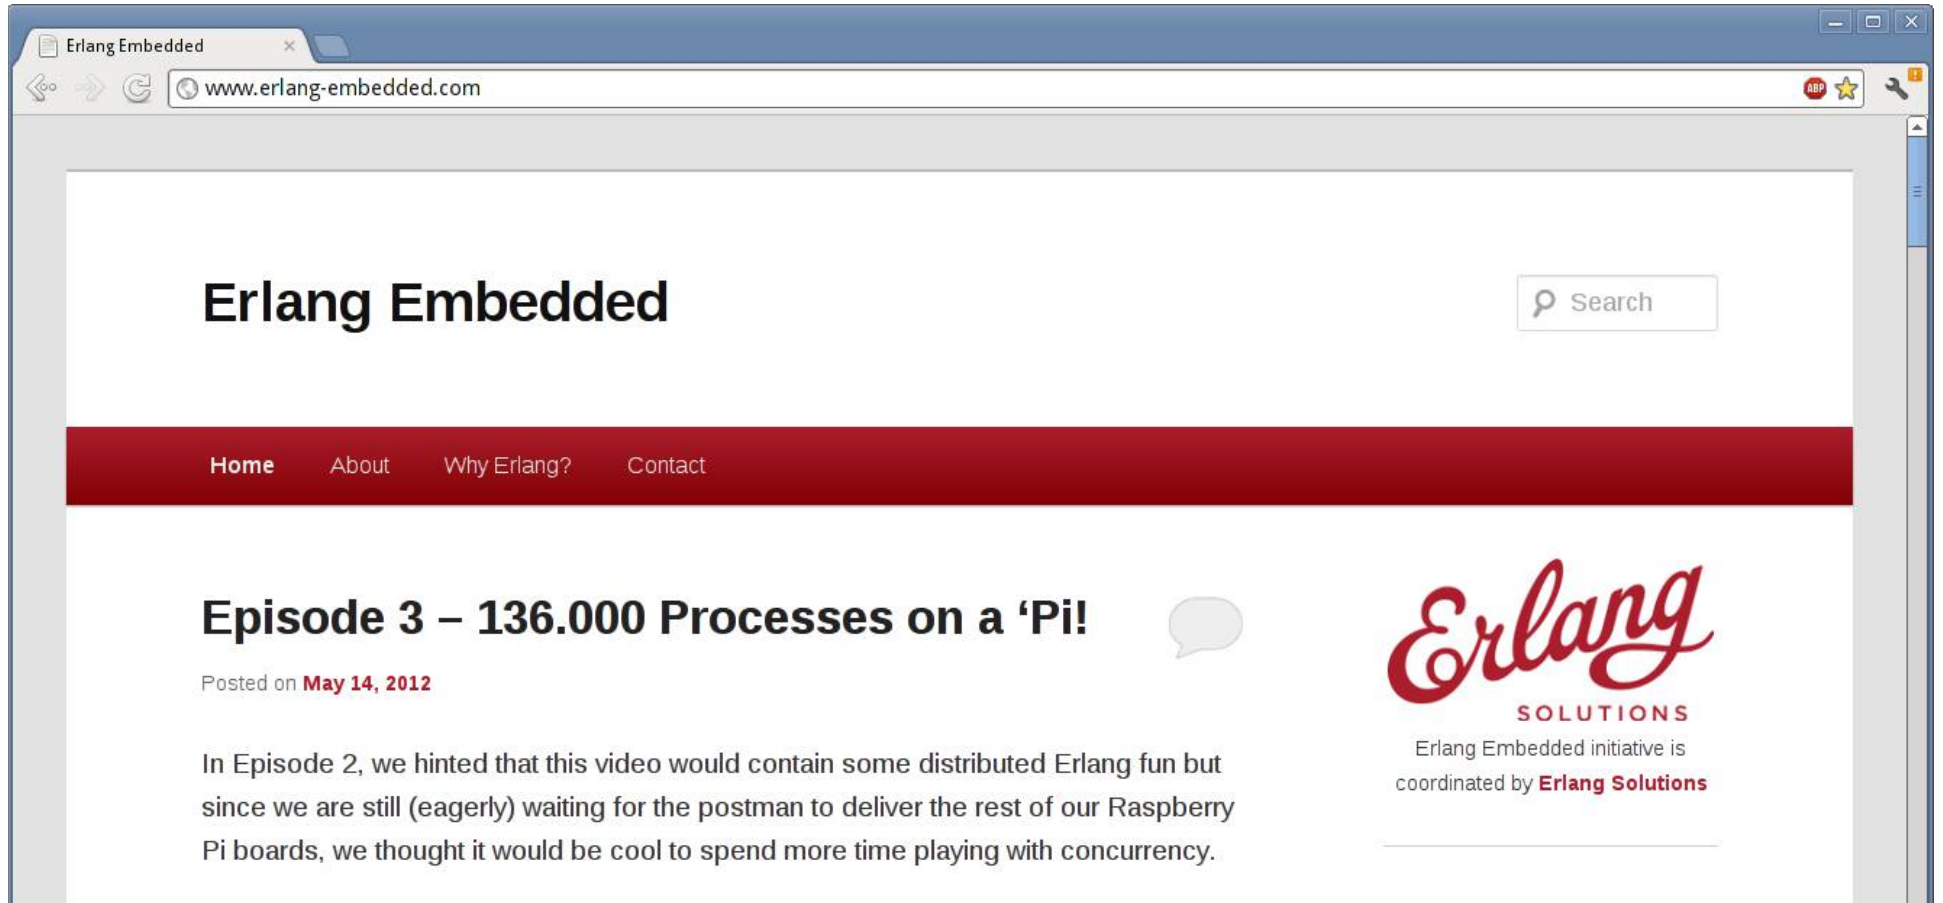 Erlang Embedded
www.erlang-embedded.com
ABP
Erlang Embedded
Search
Home About Why Erlang? Contact
Episode 3 – 136.000 Processes on a ‘Pi!
Posted on May 14, 2012
In Episode 2, we hinted that this video would contain some distributed Erlang fun but
since we are still (eagerly) waiting for the postman to deliver the rest of our Raspberry
Pi boards, we thought it would be cool to spend more time playing with concurrency.
Erlang
SOLUTIONS
Erlang Embedded initiative is
coordinated by Erlang Solutions